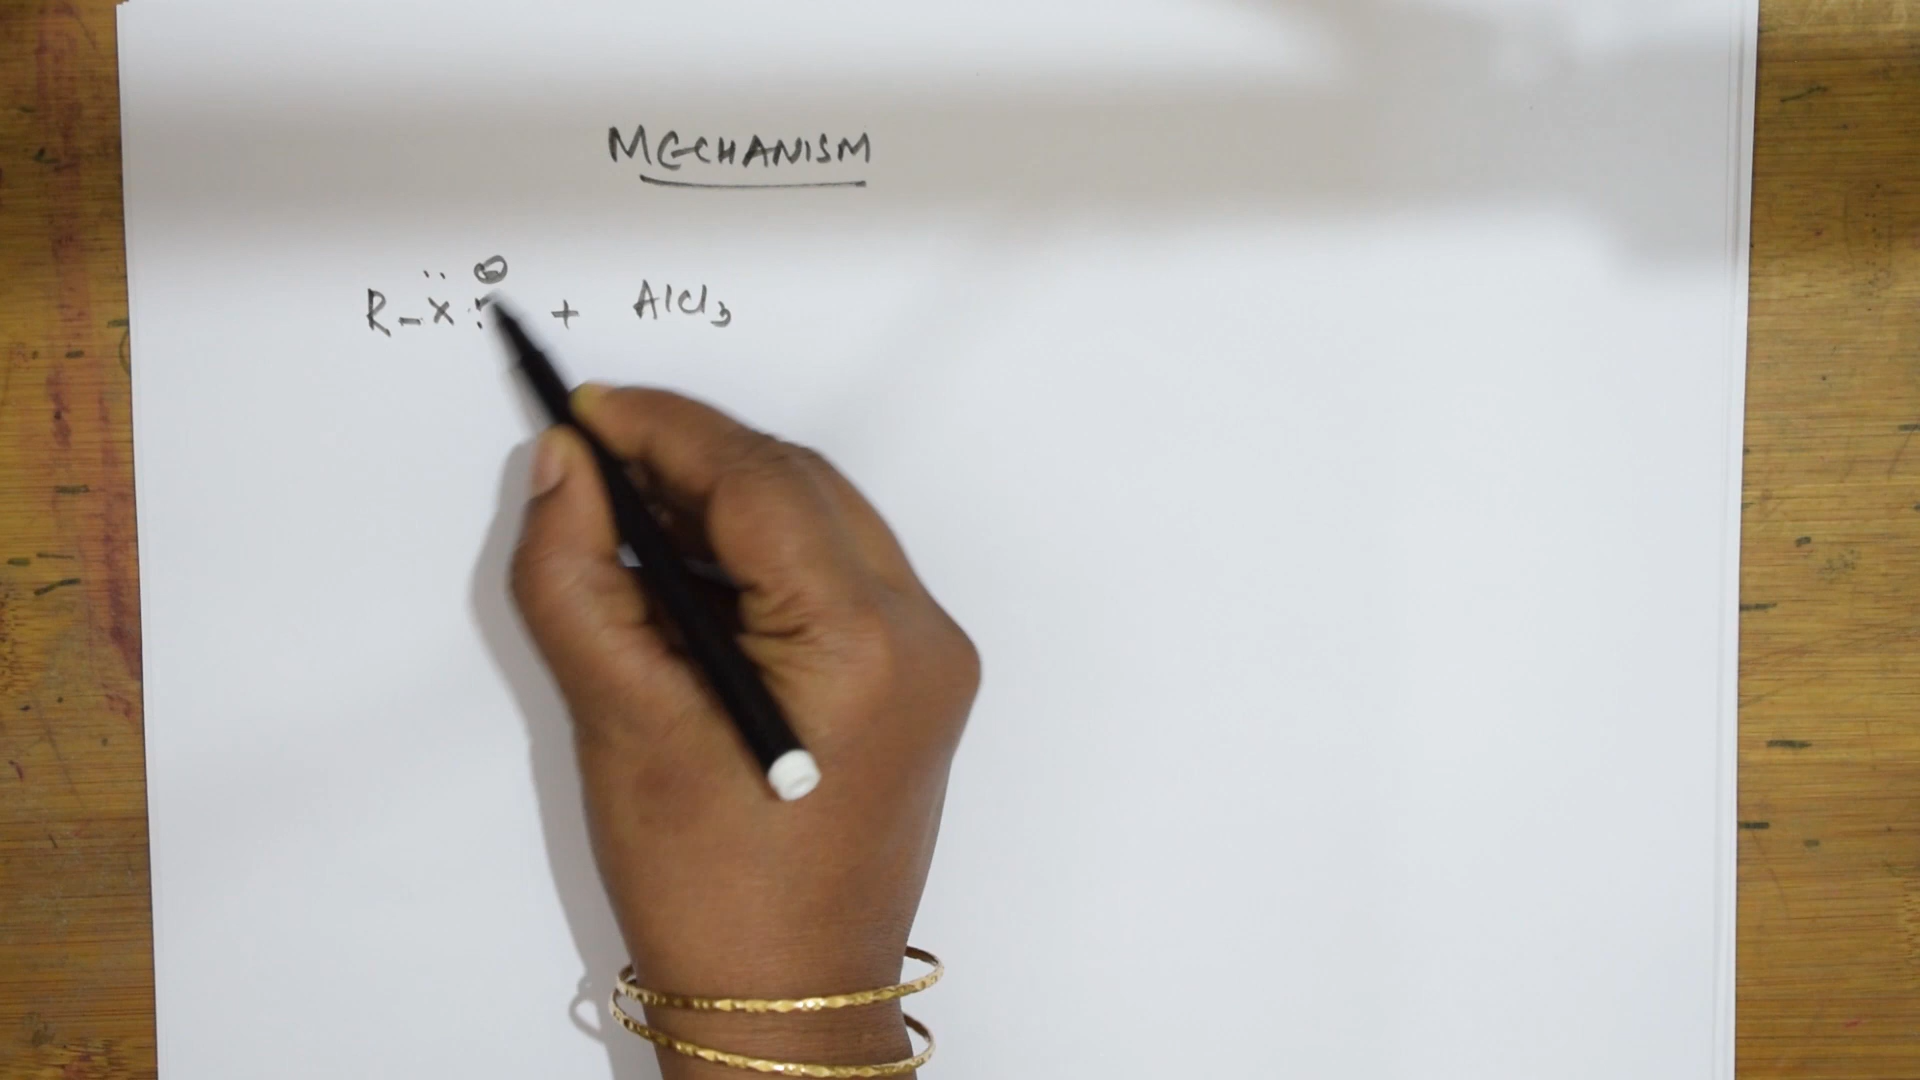 MECHANISM
R-X: ⊖ + AlCl3